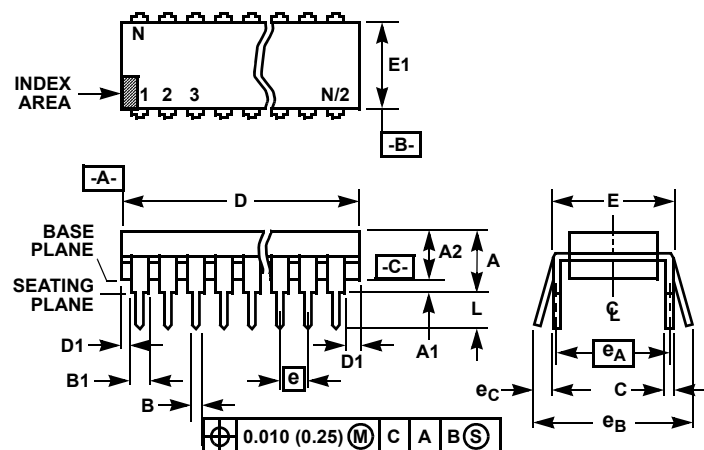 N
E1
INDEX
AREA
1 2 3 N/2
-B-
-A-
D
E
BASE
PLANE
A2
A
-C-
SEATING
PLANE
L
C
L
D1
A1
D1
eA
B1
e
eC
C
B
eB
0.010 (0.25) M C A B S